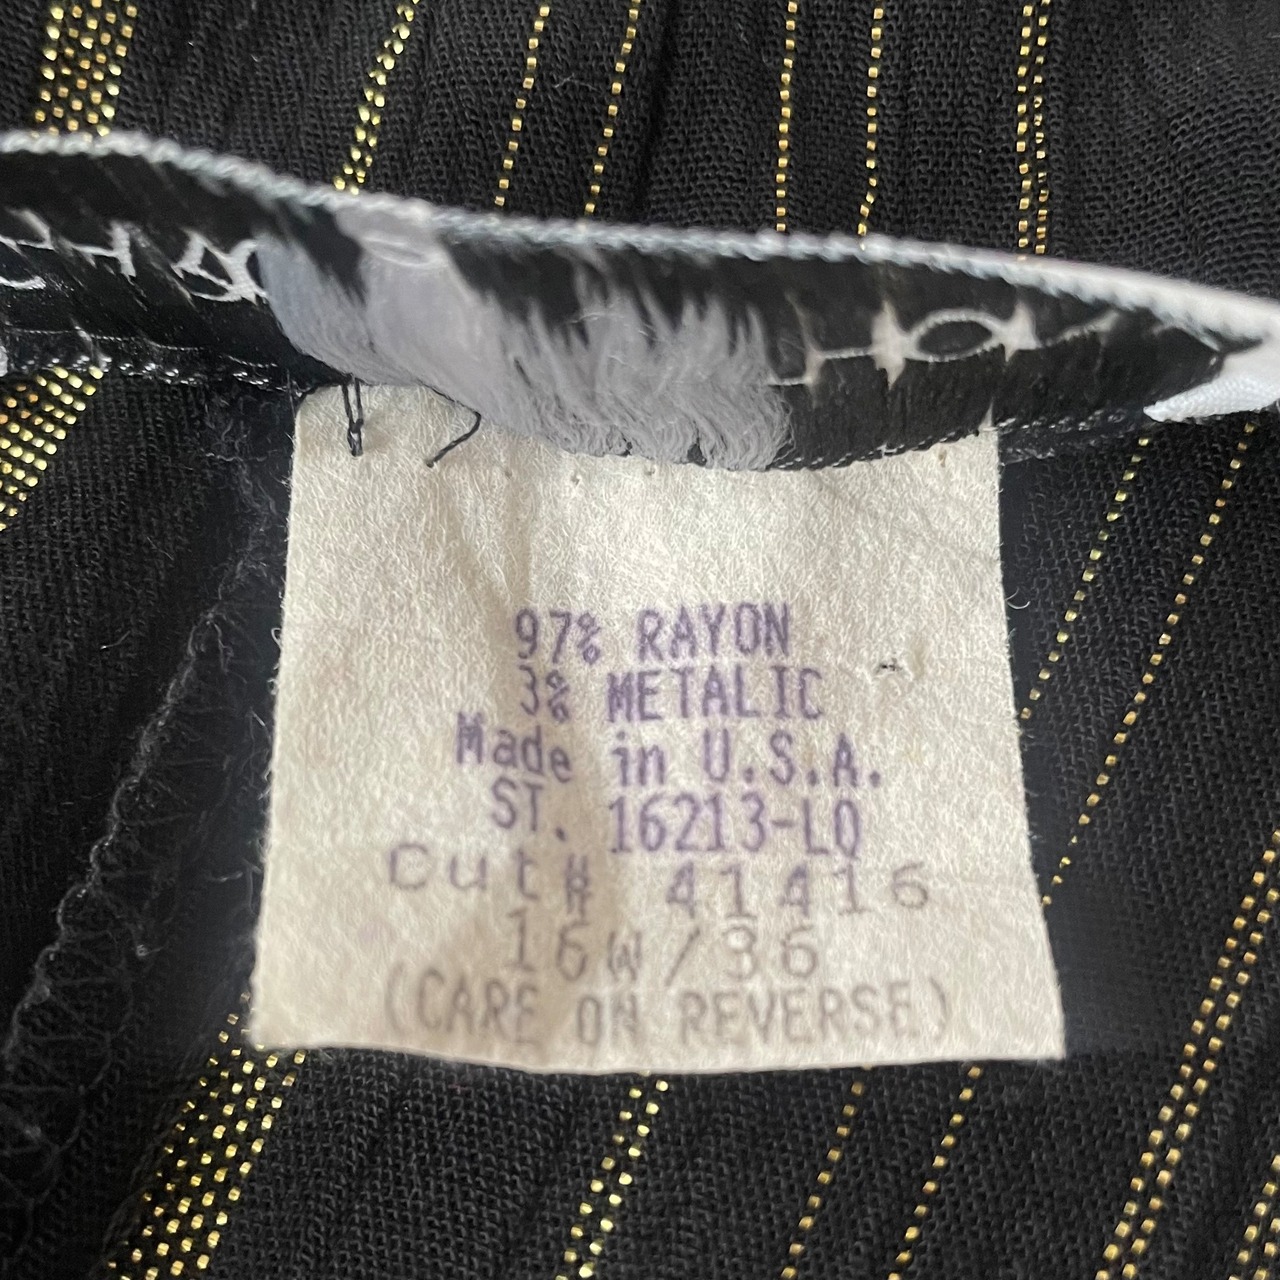 97% RAYON
3% METALIC
Made in U.S.A.
ST. 16213-LQ
cut# 41416
16W/36
(CARE ON REVERSE)